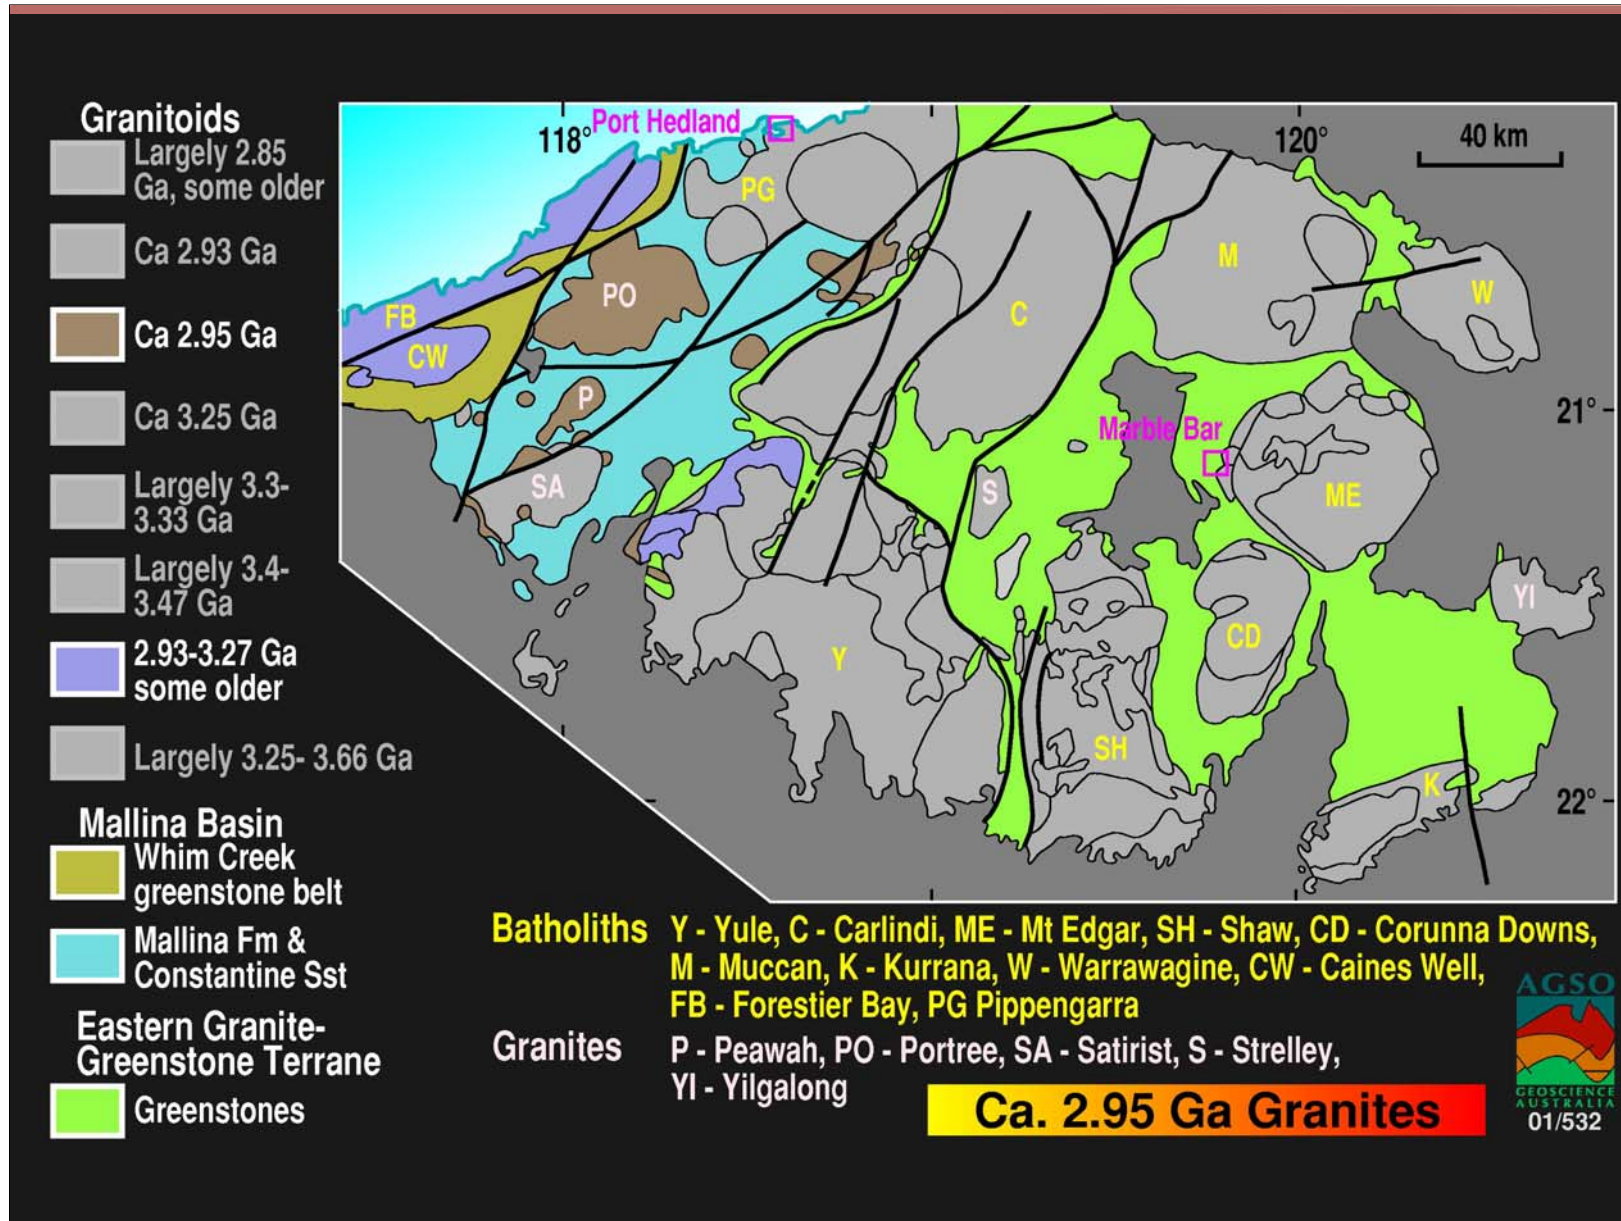 Granitoids
Largely 2.85
Ga, some older
Ca 2.93 Ga
Ca 2.95 Ga
Ca 3.25 Ga
Largely 3.3-
3.33 Ga
Largely 3.4-
3.47 Ga
2.93-3.27 Ga
some older
Largely 3.25- 3.66 Ga
Mallina Basin
Whim Creek
greenstone belt
Mallina Fm &
Constantine Sst
Eastern Granite-
Greenstone Terrane
Greenstones
118°
Port Hedland
120°
40 km
PG
M
W
PO
C
FB
CW
P
21°
Marble Bar
SA
S
ME
YI
Y
CD
SH
K
22°
Batholiths
Y - Yule, C - Carlindi, ME - Mt Edgar, SH - Shaw, CD - Corunna Downs,
M - Muccan, K - Kurrana, W - Warrawagine, CW - Caines Well,
FB - Forestier Bay, PG Pippengarra
Granites
P - Peawah, PO - Portree, SA - Satirist, S - Strelley,
YI - Yilgalong
Ca. 2.95 Ga Granites
AGSO
GEOSCIENCE
AUSTRALIA
01/532